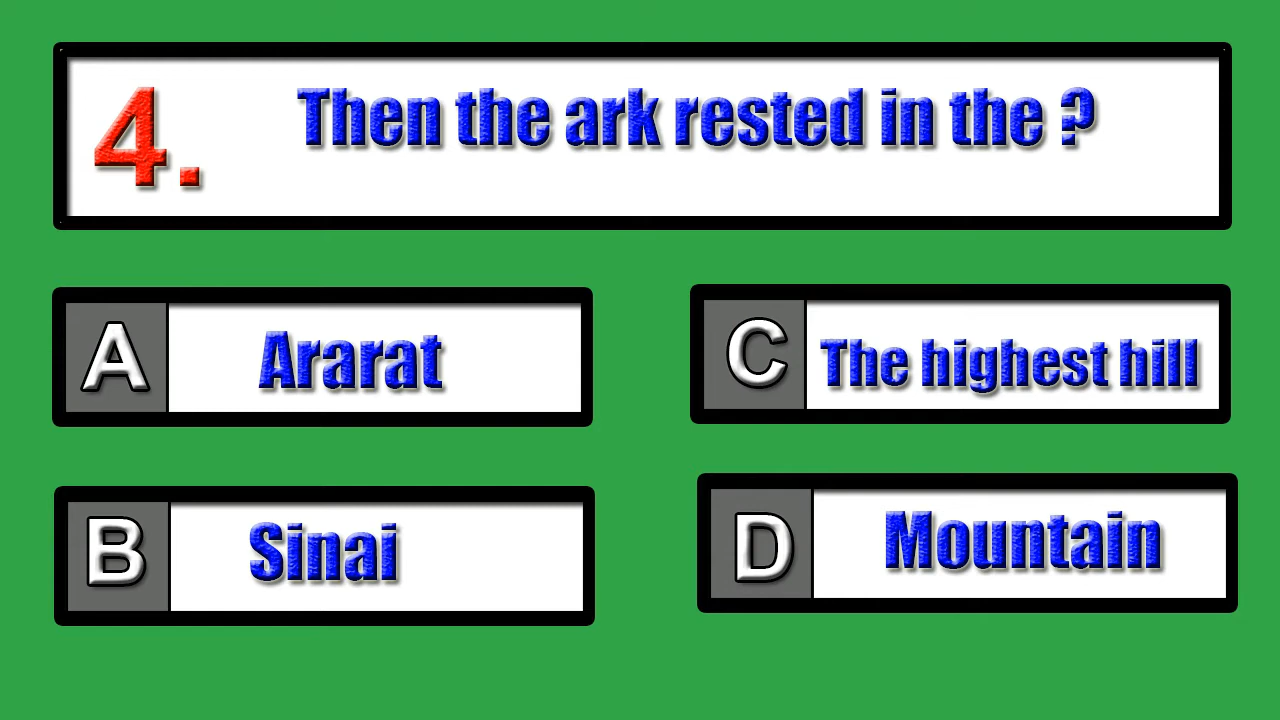 4. Then the ark rested in the ?
A Ararat
C The highest hill
B Sinai
D Mountain